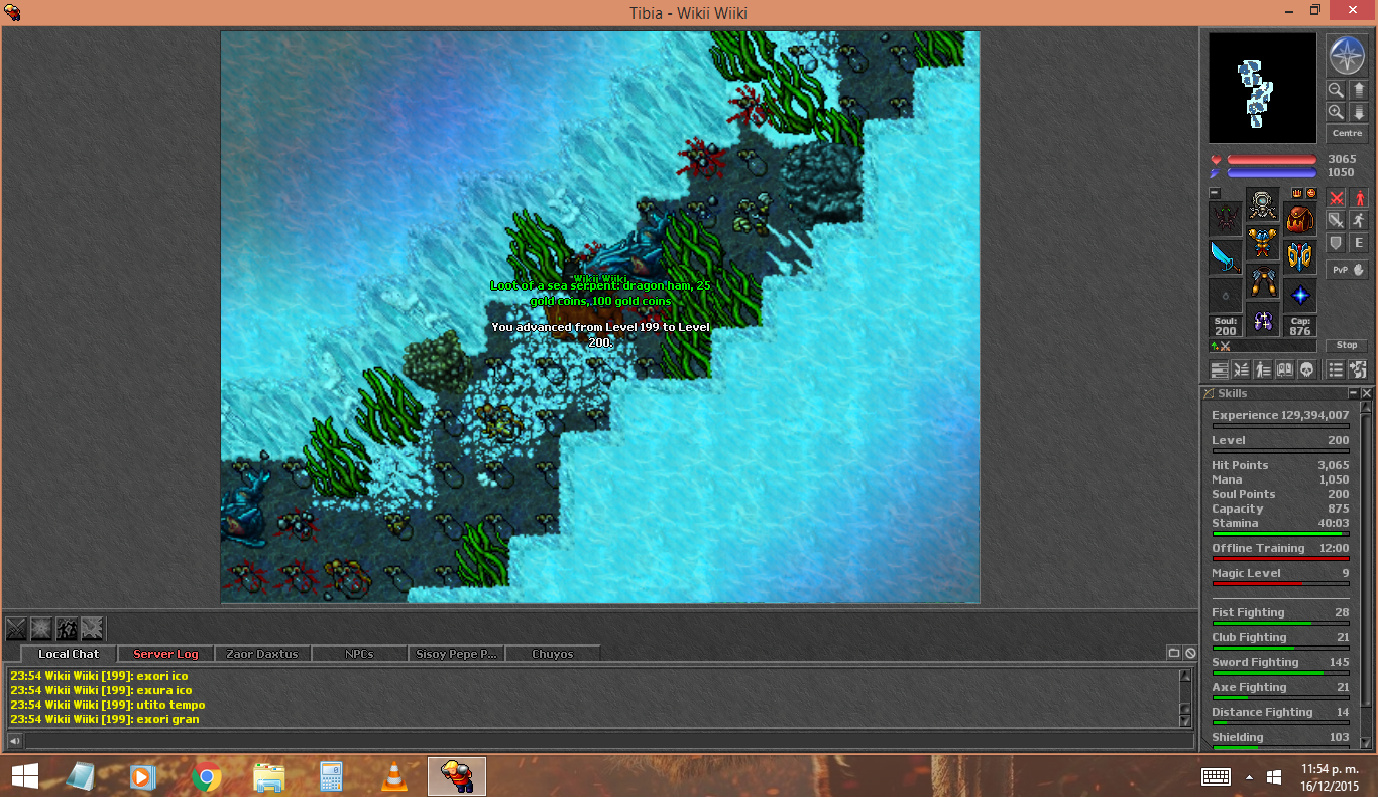 Tibia - Wikii Wiiki
Centre
3065
1050
Soul:
200
Cap:
876
E
PvP
Stop
Wikii Wiiki
Loot of a sea serpent: dragon ham, 25
gold coins, 100 gold coins
You advanced from Level 199 to Level
200.
Skills
Experience 129,394,007
Level 200
Hit Points 3,065
Mana 1,050
Soul Points 200
Capacity 875
Stamina 40:03
Offline Training 12:00
Magic Level 9
Fist Fighting 28
Club Fighting 21
Sword Fighting 145
Axe Fighting 21
Distance Fighting 14
Shielding 103
Local Chat Server Log Zaor Daxtus NPCs Sisoy Pepe P... Chuyos
23:54 Wikii Wiiki [199]: exori ico
23:54 Wikii Wiiki [199]: exura ico
23:54 Wikii Wiiki [199]: utito tempo
23:54 Wikii Wiiki [199]: exori gran
11:54 p. m.
16/12/2015